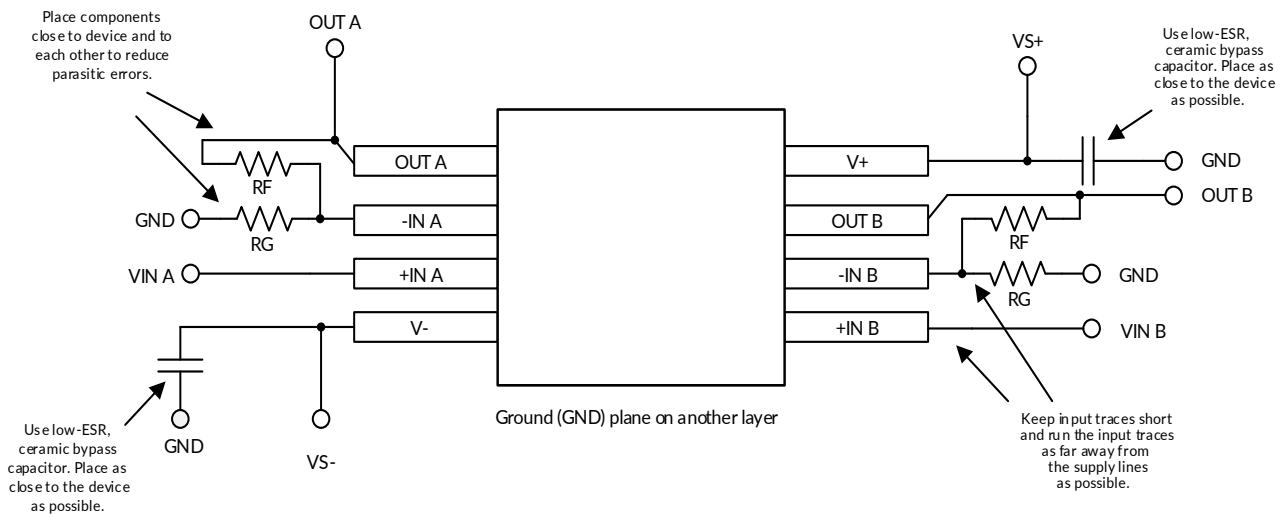 Place components
close to device and to
each other to reduce
parasitic errors.
OUT A
VS+
Use low-ESR,
ceramic bypass
capacitor. Place as
close to the device
as possible.
OUT A
V+
GND
RF
OUT B
GND
-IN A
OUT B
RG
RF
VIN A
+IN A
-IN B
GND
RG
V-
+IN B
VIN B
Use low-ESR,
ceramic bypass
capacitor. Place as
close to the device
as possible.
GND
VS-
Ground (GND) plane on another layer
Keep input traces short
and run the input traces
as far away from
the supply lines
as possible.